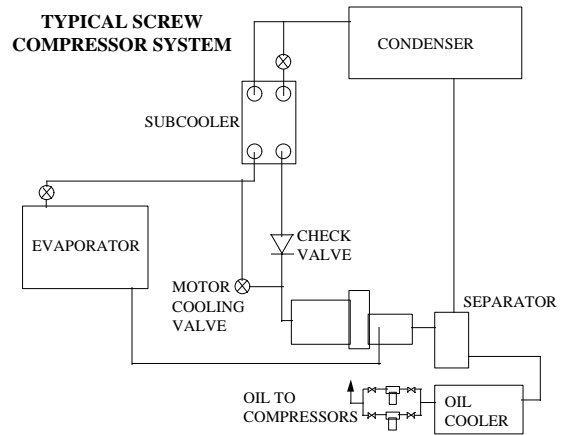 TYPICAL SCREW
COMPRESSOR SYSTEM
CONDENSER
SUBCOOLER
EVAPORATOR
CHECK
VALVE
MOTOR
COOLING
VALVE
SEPARATOR
OIL TO
COMPRESSORS
OIL
COOLER